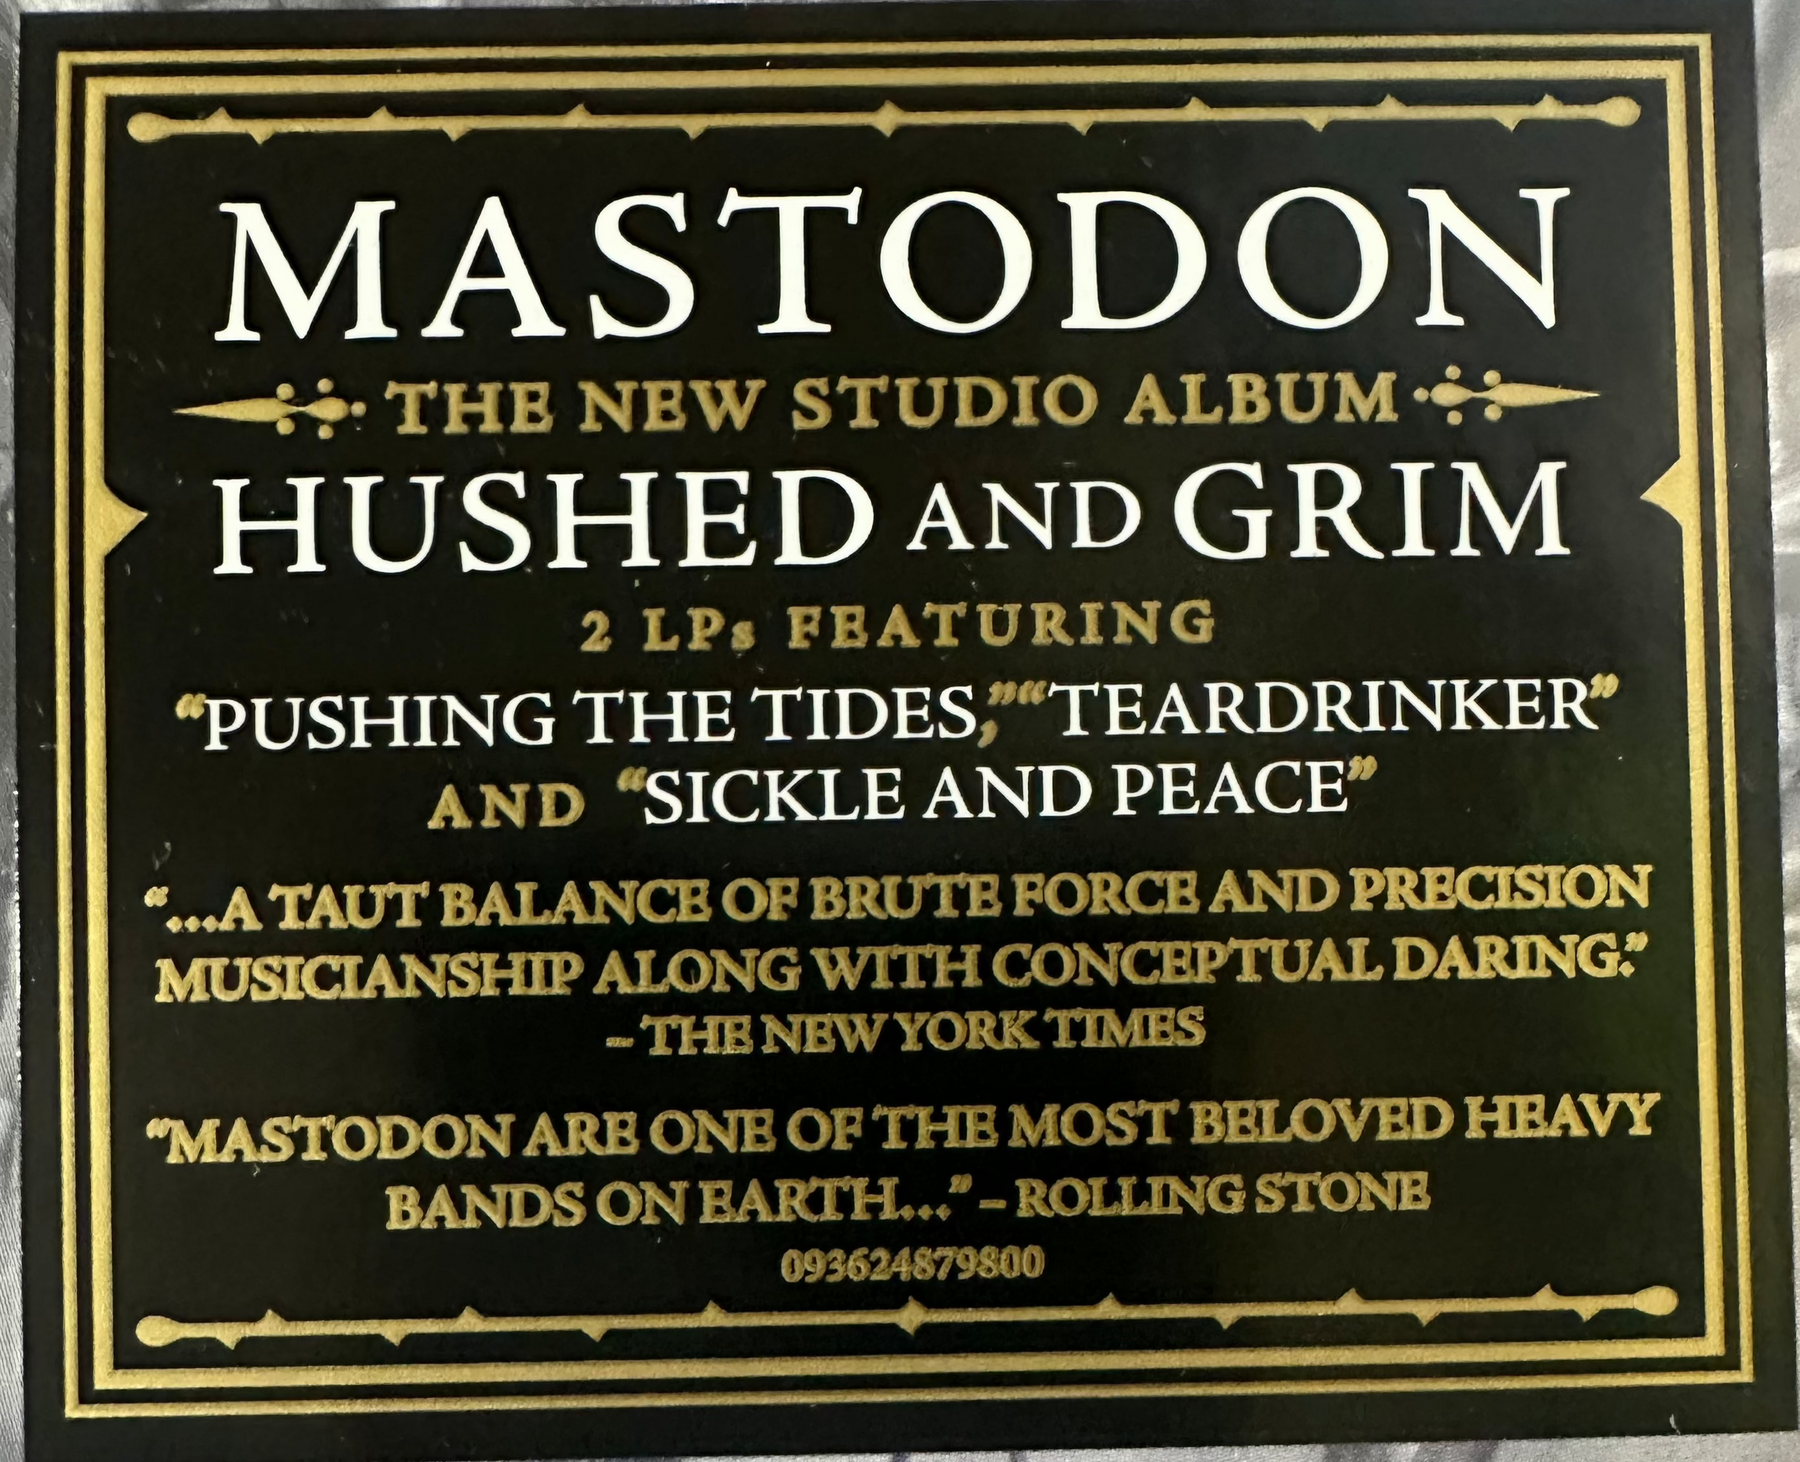 MASTODON
THE NEW STUDIO ALBUM
HUSHED AND GRIM
2 LPs FEATURING
“PUSHING THE TIDES,” “TEARDRINKER”
AND “SICKLE AND PEACE”
“...A TAUT BALANCE OF BRUTE FORCE AND PRECISION
MUSICIANSHIP ALONG WITH CONCEPTUAL DARING.”
– THE NEW YORK TIMES
“MASTODON ARE ONE OF THE MOST BELOVED HEAVY
BANDS ON EARTH...” – ROLLING STONE
093624879800